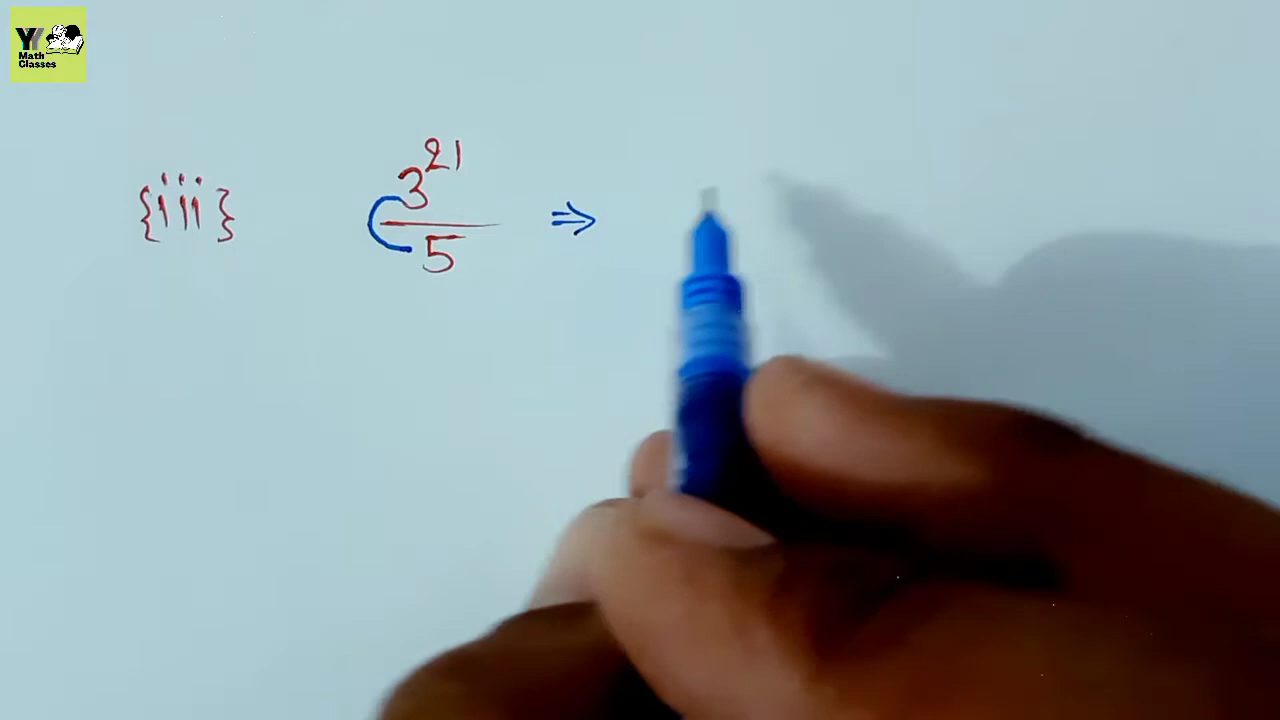 YY
Math
Classes
{iii} 3^21/5 ⇒